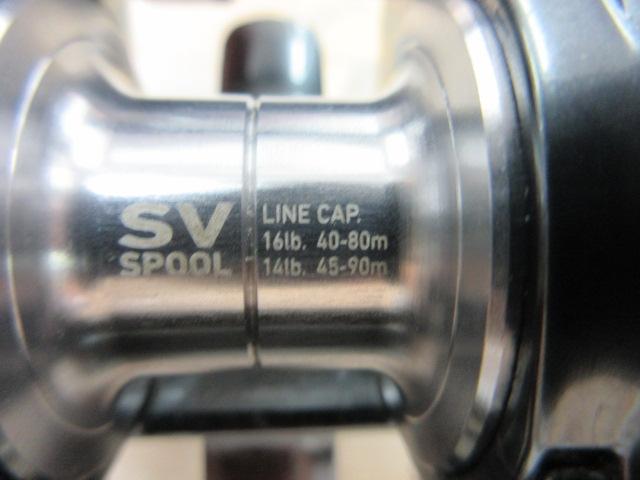 SV
SPOOL
LINE CAP.
16lb. 40-80m
14lb. 45-90m